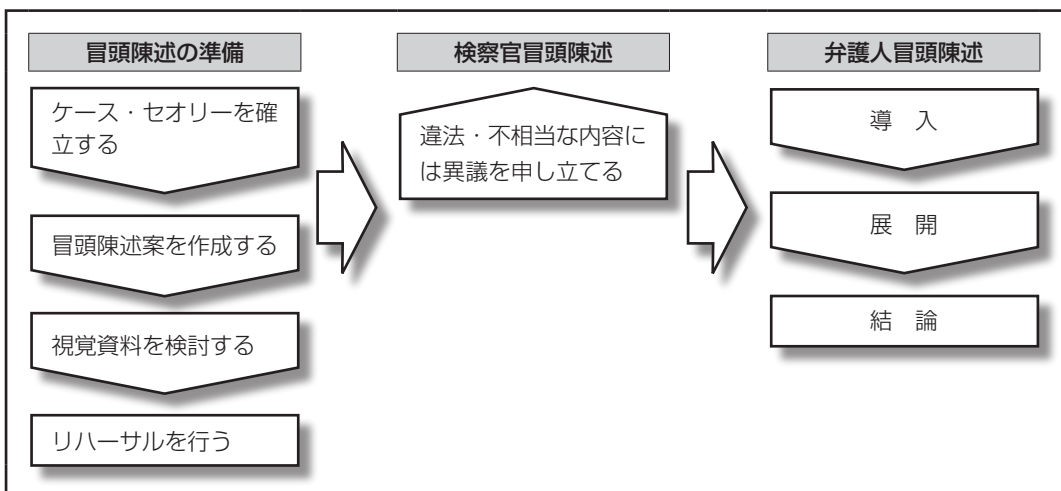 冒頭陳述の準備
ケース・セオリーを確
立する
冒頭陳述案を作成する
視覚資料を検討する
リハーサルを行う
検察官冒頭陳述
違法・不相当な内容に
は異議を申し立てる
弁護人冒頭陳述
導　入
展　開
結　論